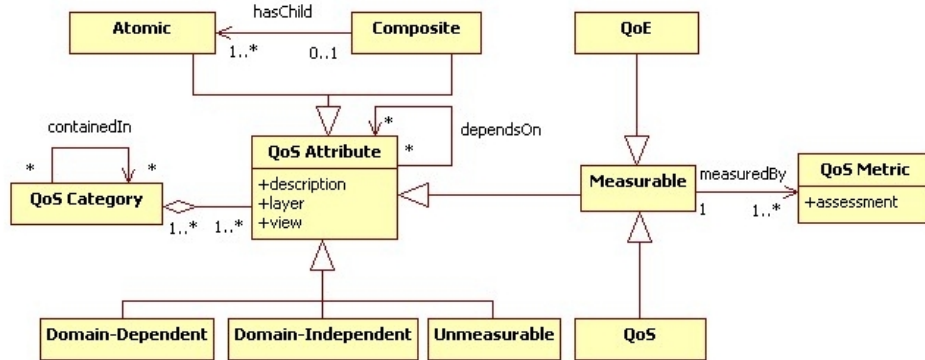 hasChild
Atomic
Composite
QoE
1..*
0..1
containedIn
*
*
*
*
dependsOn
QoS Attribute
+description
+layer
+view
QoS Category
1..*
1..*
Measurable
measuredBy
1
1..*
QoS Metric
+assessment
Domain-Dependent
Domain-Independent
Unmeasurable
QoS